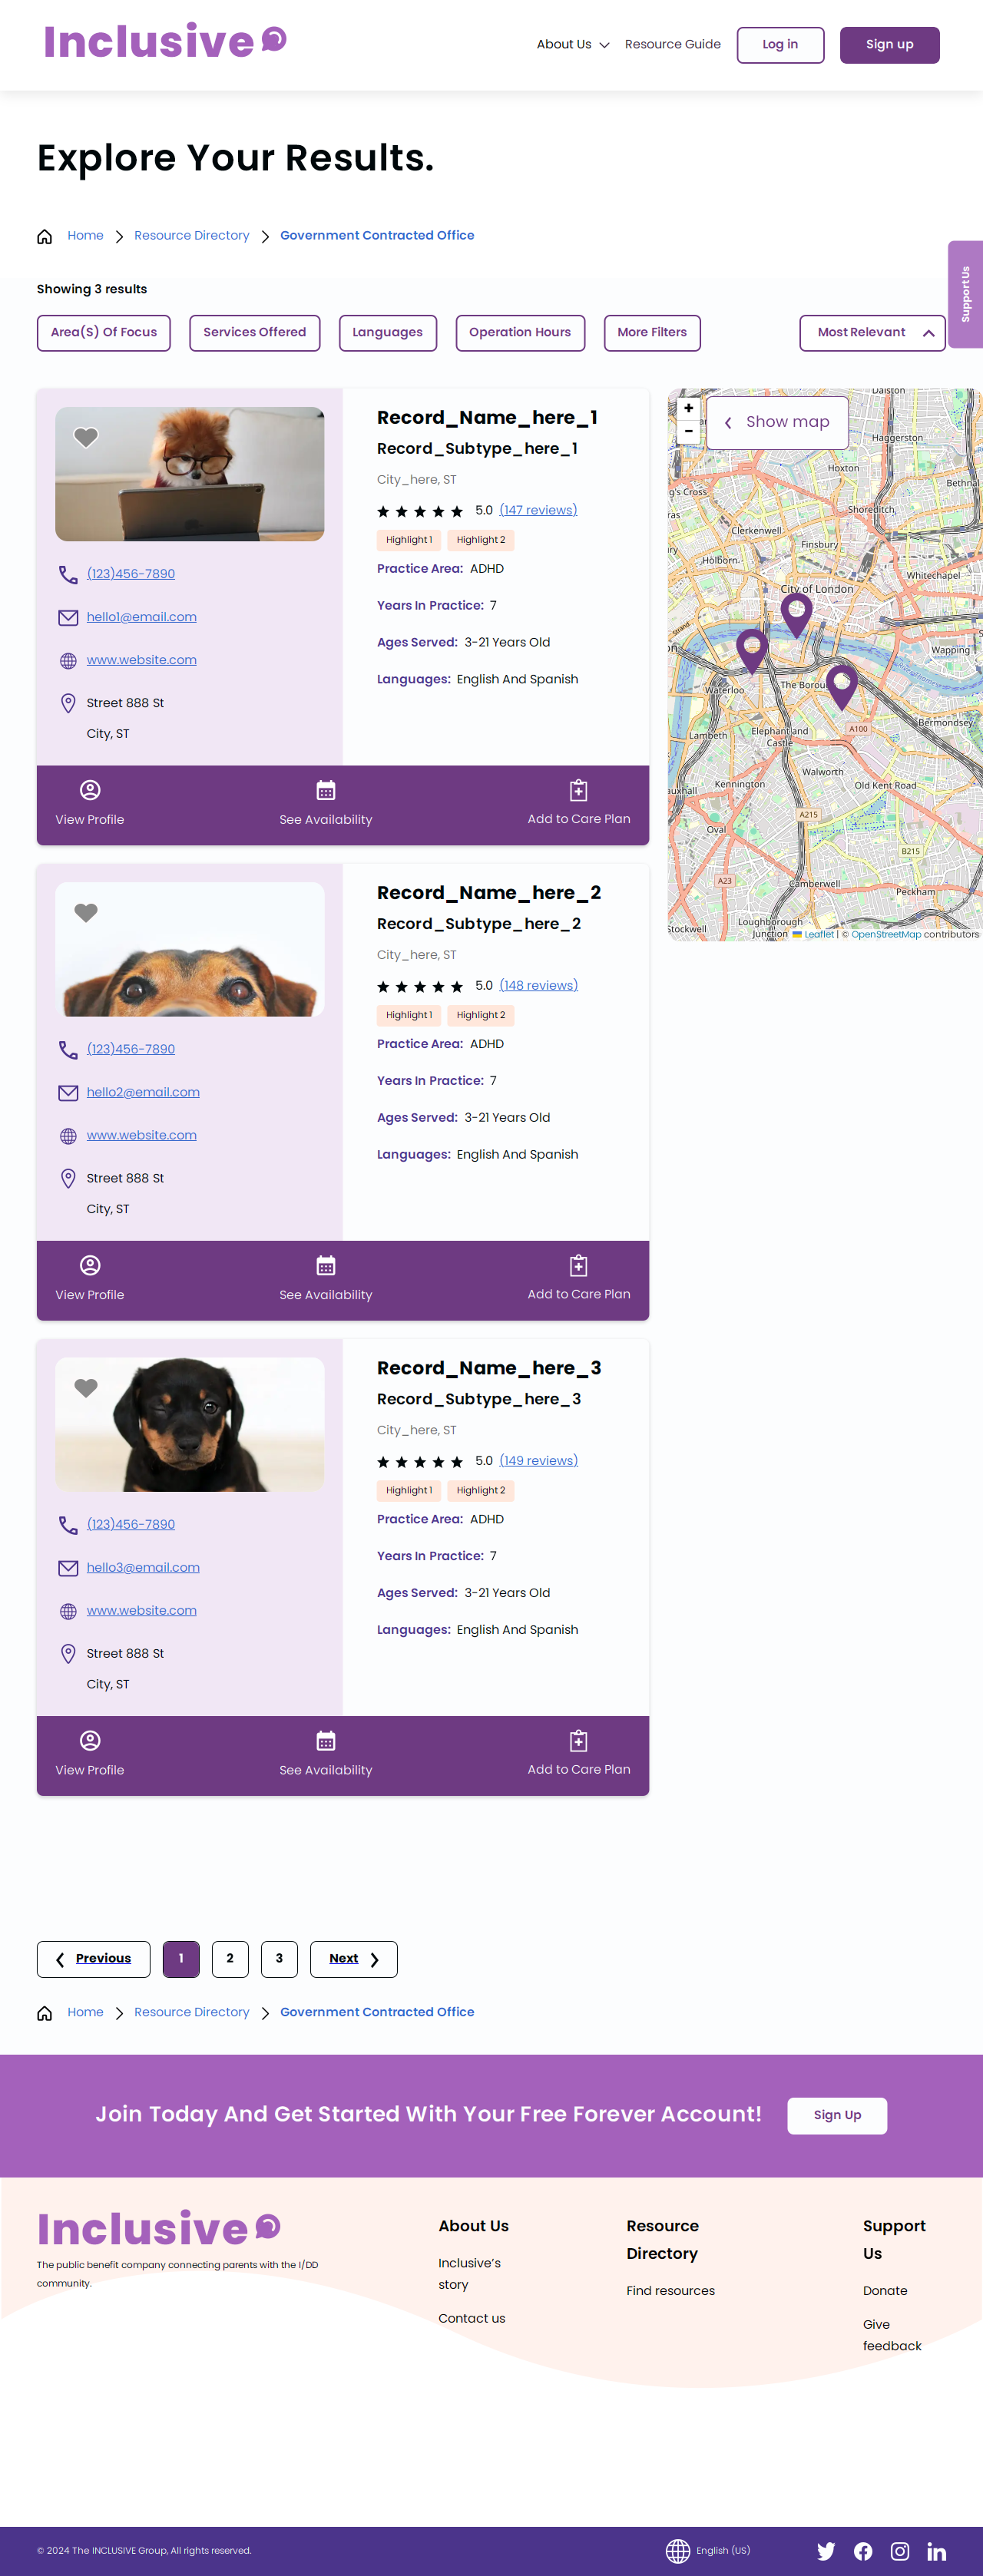 Inclusive
About Us
Resource Guide
Log in
Sign up
Explore Your Results.
Home
Resource Directory
Government Contracted Office
Support Us
Showing 3 results
Area(S) Of Focus
Services Offered
Languages
Operation Hours
More Filters
Most Relevant
Record_Name_here_1
Record_Subtype_here_1
City_here, ST
5.0 (147 reviews)
Highlight 1
Highlight 2
Practice Area: ADHD
Years In Practice: 7
Ages Served: 3-21 Years Old
Languages: English And Spanish
(123)456-7890
hello1@email.com
www.website.com
Street 888 St
City, ST
View Profile
See Availability
Add to Care Plan
+
-
Show map
Dalston
Haggerston
Hoxton
Bethnal
g's Cross
Shoreditch
ras
Clerkenwell
Finsbury
Holborn
Whitechapel
City of London
Strand
Wapping
Waterloo
The Borou
Bermondsey
A100
Lambeth
Elephant and
Castle
Walworth
Kennington
Old Kent Road
auxhall
A215
Oval
B215
A23
Camberwell
Peckham
Loughborough
Junction
Stockwell
Leaflet | © OpenStreetMap contributors
Record_Name_here_2
Record_Subtype_here_2
City_here, ST
5.0 (148 reviews)
Highlight 1
Highlight 2
Practice Area: ADHD
Years In Practice: 7
Ages Served: 3-21 Years Old
Languages: English And Spanish
(123)456-7890
hello2@email.com
www.website.com
Street 888 St
City, ST
View Profile
See Availability
Add to Care Plan
Record_Name_here_3
Record_Subtype_here_3
City_here, ST
5.0 (149 reviews)
Highlight 1
Highlight 2
Practice Area: ADHD
Years In Practice: 7
Ages Served: 3-21 Years Old
Languages: English And Spanish
(123)456-7890
hello3@email.com
www.website.com
Street 888 St
City, ST
View Profile
See Availability
Add to Care Plan
Previous
1
2
3
Next
Home
Resource Directory
Government Contracted Office
Join Today And Get Started With Your Free Forever Account!
Sign Up
Inclusive
The public benefit company connecting parents with the I/DD
community.
About Us
Inclusive's
story
Contact us
Resource
Directory
Find resources
Support
Us
Donate
Give
feedback
© 2024 The INCLUSIVE Group, All rights reserved.
English (US)